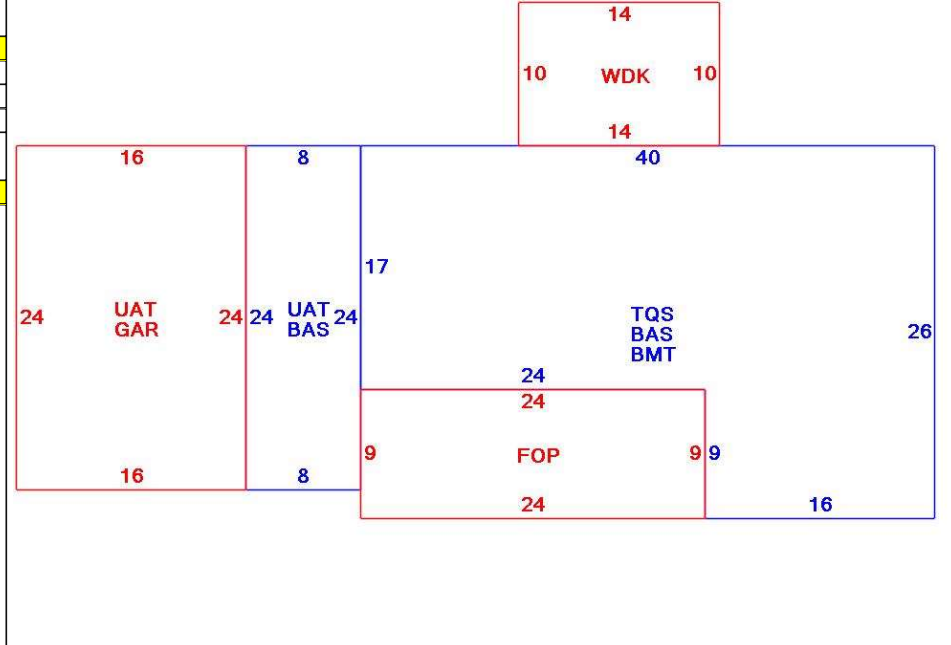 14
10 WDK 10
14
16 8 40
17
24 UAT GAR 24 24 UAT BAS 24
TQS
BAS
BMT
26
24
24
9 FOP 9 9
16 8
24 16